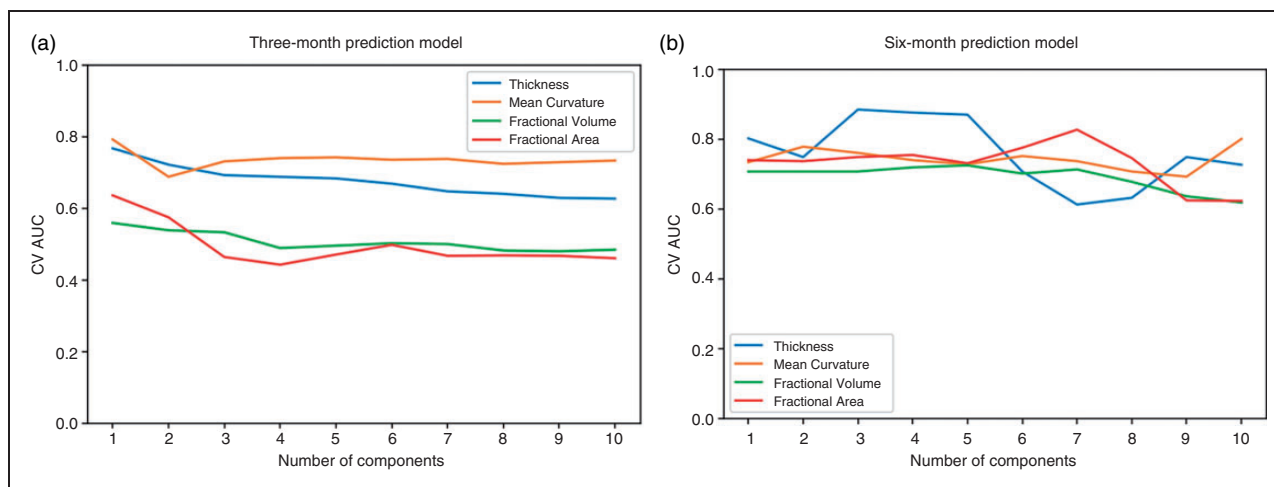 (a)
Three-month prediction model
1.0
0.8
0.6
0.4
0.2
0.0
CV AUC
Thickness
Mean Curvature
Fractional Volume
Fractional Area
1 2 3 4 5 6 7 8 9 10
Number of components
(b)
Six-month prediction model
1.0
0.8
0.6
0.4
0.2
0.0
CV AUC
Thickness
Mean Curvature
Fractional Volume
Fractional Area
1 2 3 4 5 6 7 8 9 10
Number of components